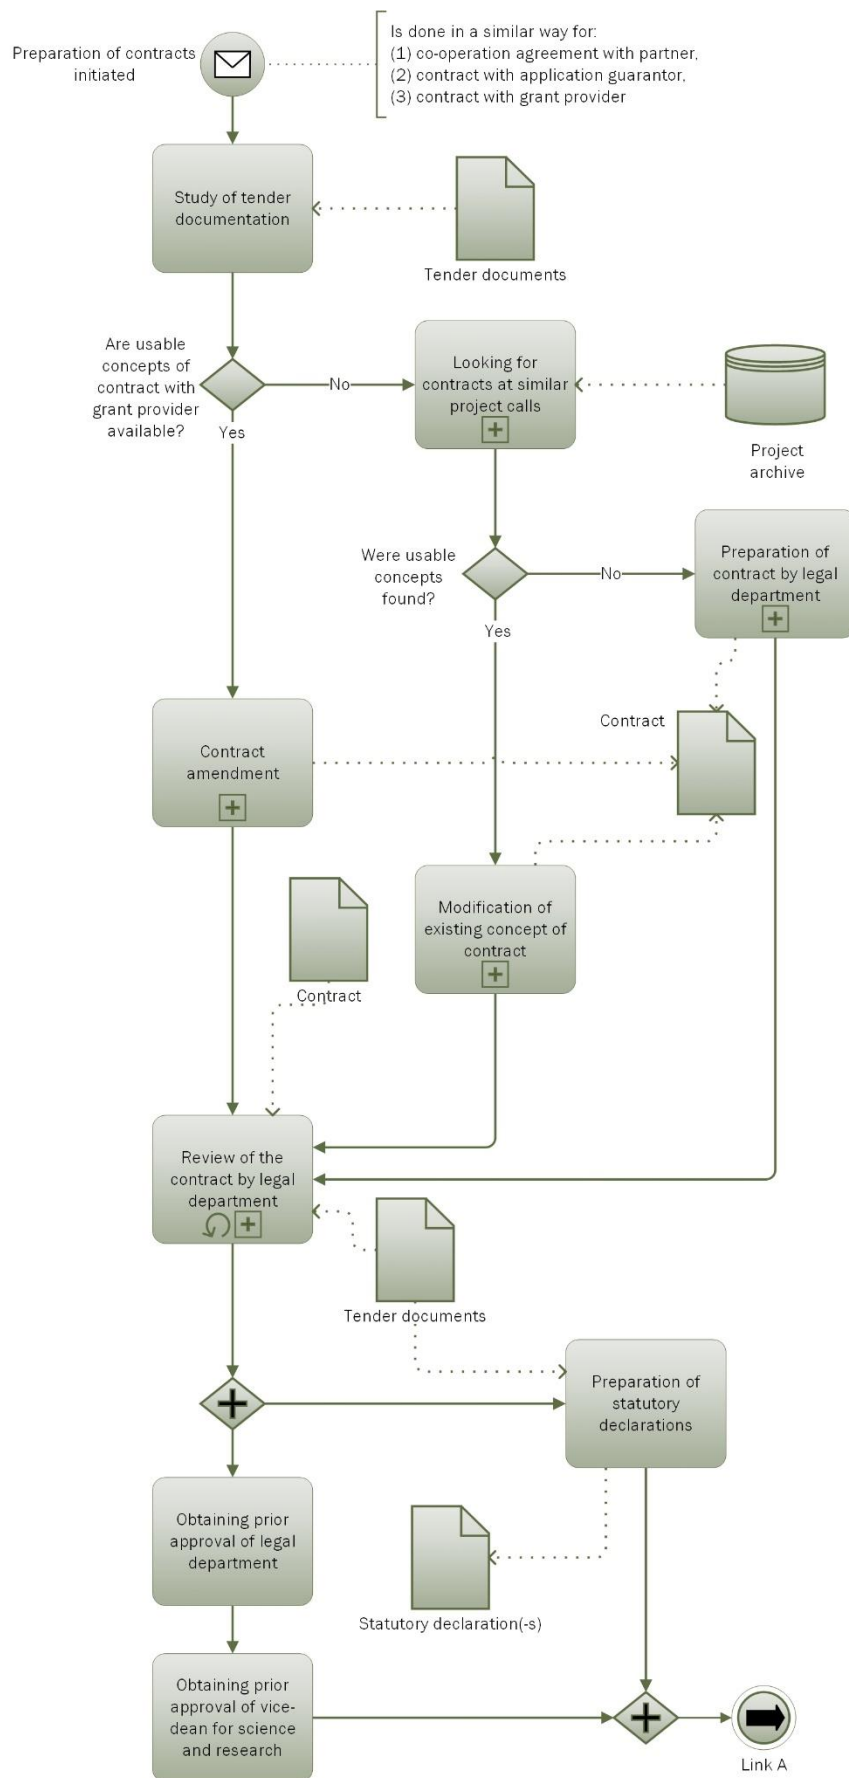 Preparation of contracts
initiated
Is done in a similar way for:
(1) co-operation agreement with partner,
(2) contract with application guarantor,
(3) contract with grant provider
Study of tender
documentation
Tender documents
Are usable
concepts of
contract with
grant provider
available?
No
Yes
Looking for
contracts at similar
project calls
Project
archive
Were usable
concepts
found?
No
Yes
Preparation of
contract by legal
department
Contract
Contract
amendment
Modification of
existing concept of
contract
Contract
Review of the
contract by legal
department
Tender documents
Preparation of
statutory
declarations
Obtaining prior
approval of legal
department
Statutory declaration(-s)
Obtaining prior
approval of vice-
dean for science
and research
Link A